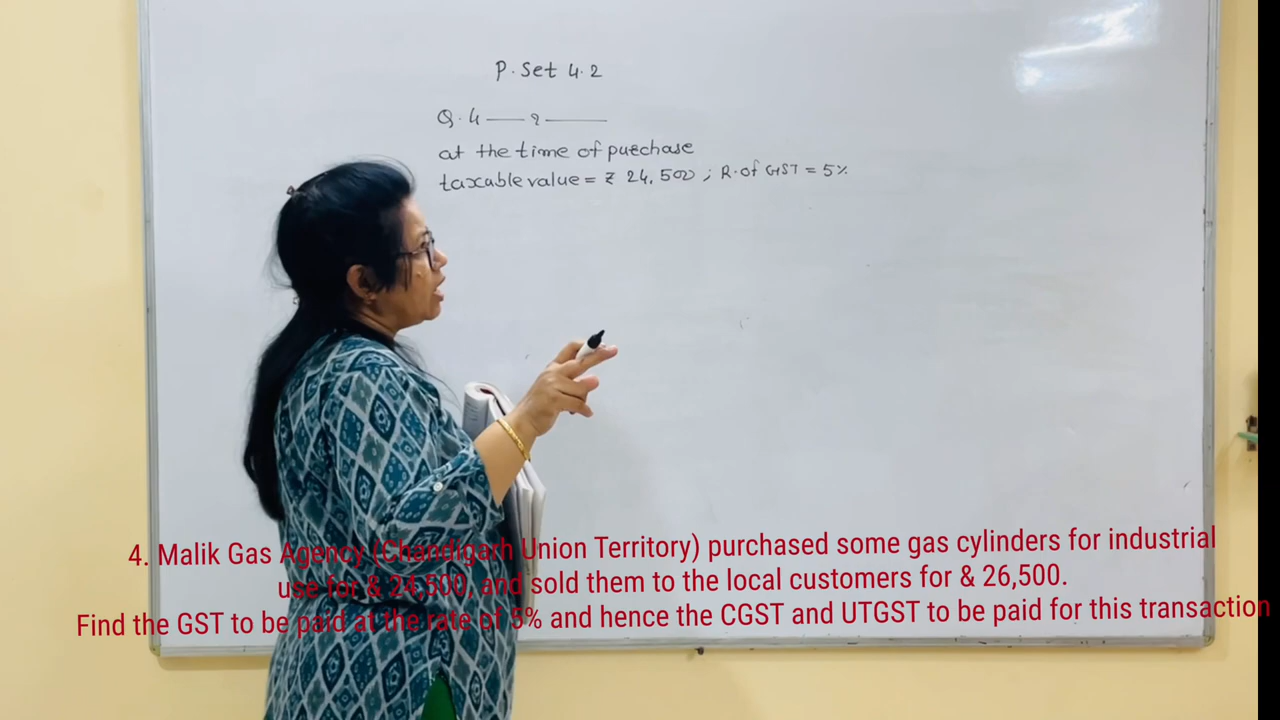 P. Set 4.2
Q. 4 —— ? ——
at the time of purchase
taxable value = ₹ 24,500 ; R. of GST = 5%
4. Malik Gas Agency (Chandigarh Union Territory) purchased some gas cylinders for industrial
use for & 24,500, and sold them to the local customers for & 26,500.
Find the GST to be paid at the rate of 5% and hence the CGST and UTGST to be paid for this transaction